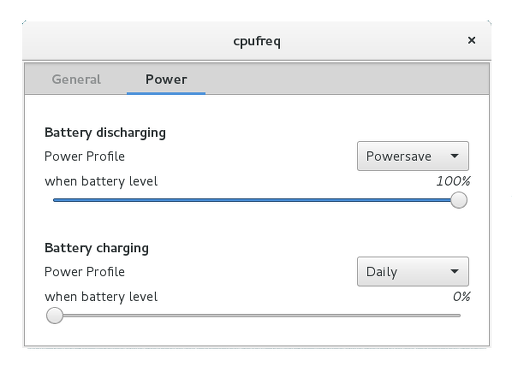 cpufreq ×
General Power
Battery discharging
Power Profile Powersave
when battery level 100%
Battery charging
Power Profile Daily
when battery level 0%